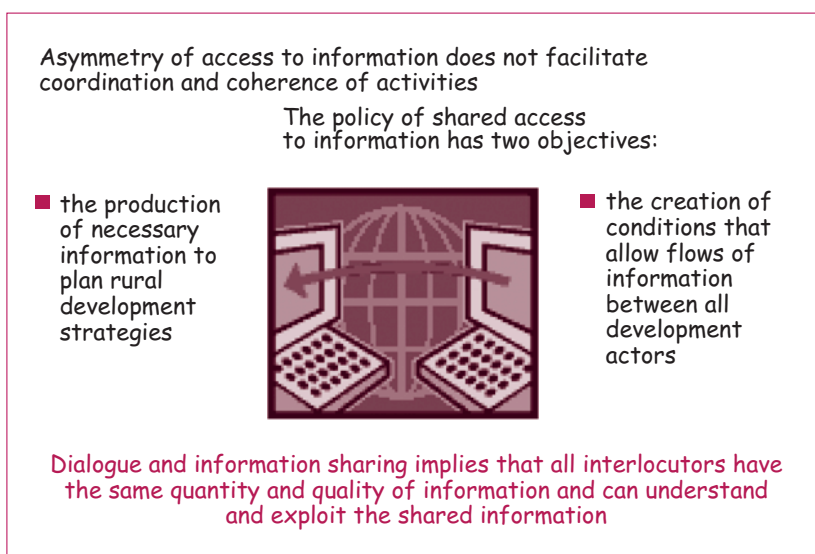 Asymmetry of access to information does not facilitate
coordination and coherence of activities
The policy of shared access
to information has two objectives:
the production
of necessary
information to
plan rural
development
strategies
the creation of
conditions that
allow flows of
information
between all
development
actors
Dialogue and information sharing implies that all interlocutors have
the same quantity and quality of information and can understand
and exploit the shared information